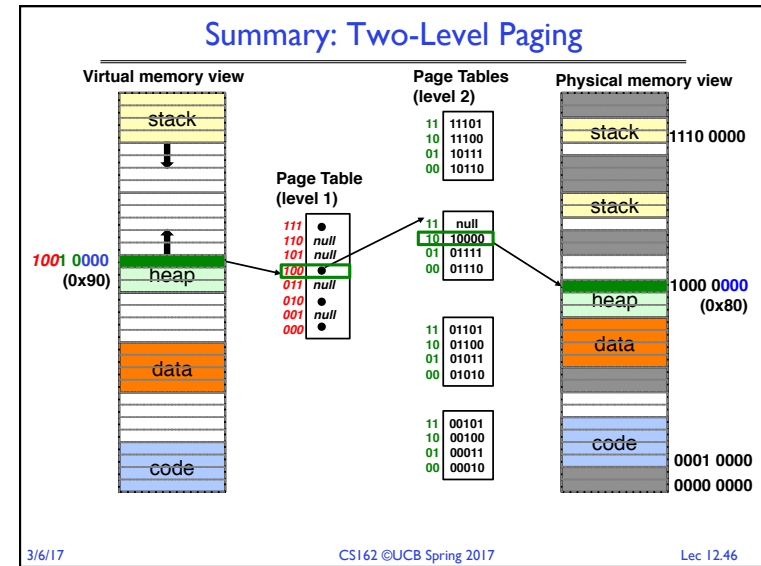 Summary: Two-Level Paging
Virtual memory view
stack
1001 0000
(0x90)
heap
data
code
Page Table
(level 1)
111 ●
110 null
101 null
100 ●
011 null
010 ●
001 null
000 ●
Page Tables
(level 2)
11 11101
10 11100
01 10111
00 10110
11 null
10 10000
01 01111
00 01110
11 01101
10 01100
01 01011
00 01010
11 00101
10 00100
01 00011
00 00010
Physical memory view
stack
1110 0000
stack
1000 0000
(0x80)
heap
data
code
0001 0000
0000 0000
3/6/17
CS162 ©UCB Spring 2017
Lec 12.46